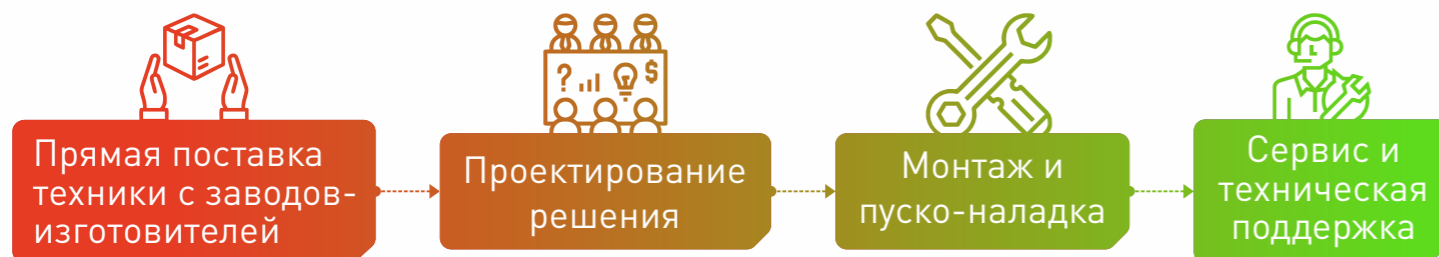 ? $
Прямая поставка
техники с заводов-
изготовителей
Проектирование
решения
Монтаж и
пуско-наладка
Сервис и
техническая
поддержка